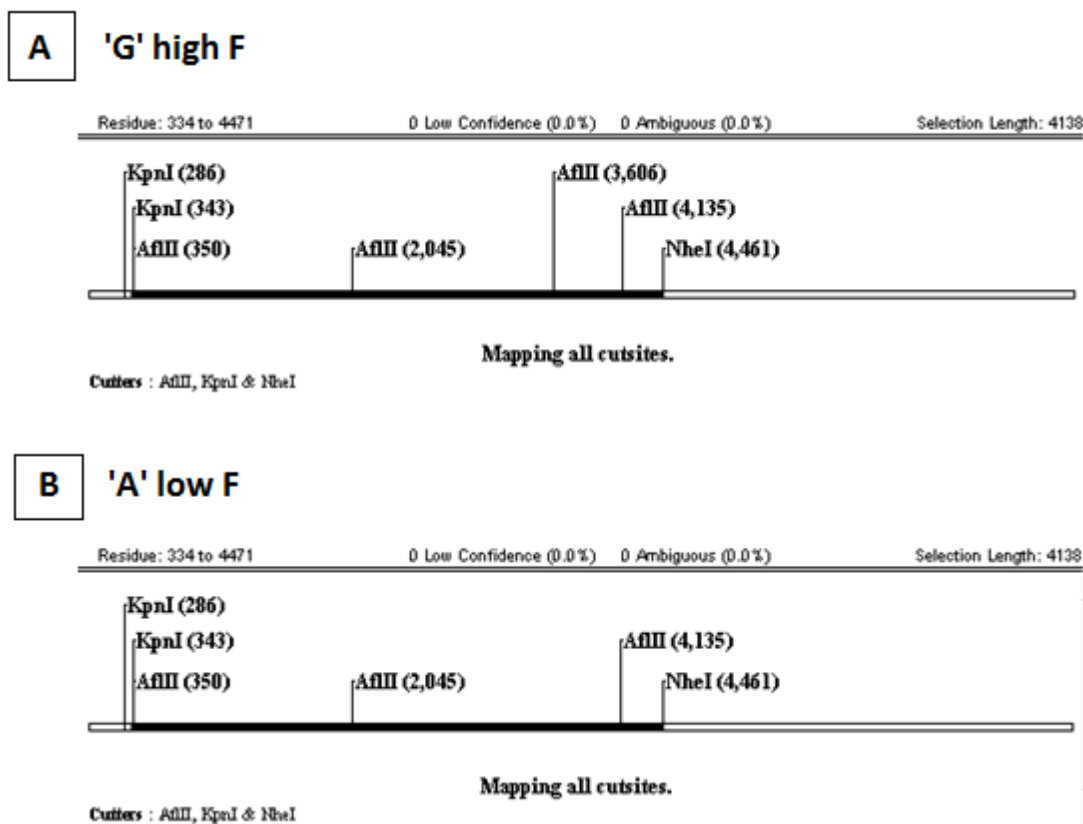 A 'G' high F
Residue: 334 to 4471 0 Low Confidence (0.0%) 0 Ambiguous (0.0%) Selection Length: 4138
KpnI (286) AflII (3,606)
KpnI (343) AflII (4,135)
AflII (350) AflII (2,045) NheI (4,461)
Mapping all cutsites.
Cutters : AflII, KpnI & NheI
B 'A' low F
Residue: 334 to 4471 0 Low Confidence (0.0%) 0 Ambiguous (0.0%) Selection Length: 4138
KpnI (286)
KpnI (343) AflII (4,135)
AflII (350) AflII (2,045) NheI (4,461)
Mapping all cutsites.
Cutters : AflII, KpnI & NheI